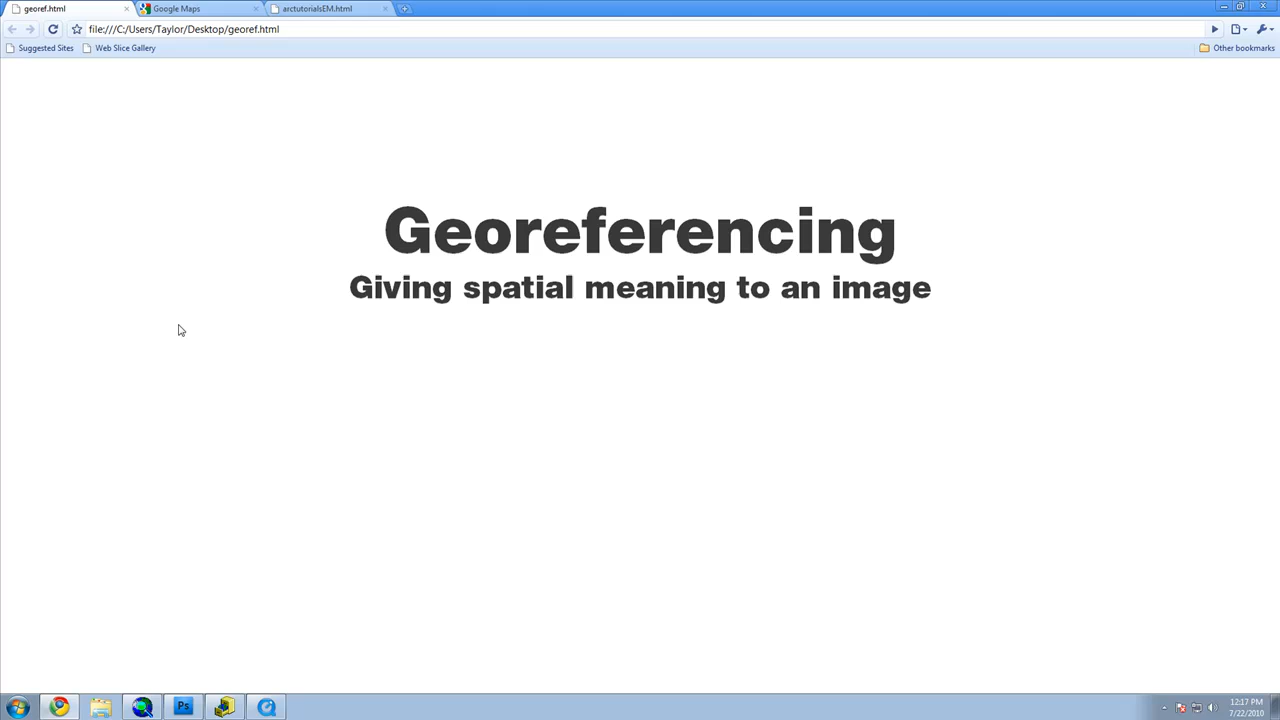 georef.html
Google Maps
arctutorialsEM.html
file:///C:/Users/Taylor/Desktop/georef.html
Suggested Sites
Web Slice Gallery
Other bookmarks
Georeferencing
Giving spatial meaning to an image
Ps
12:17 PM
7/22/2010